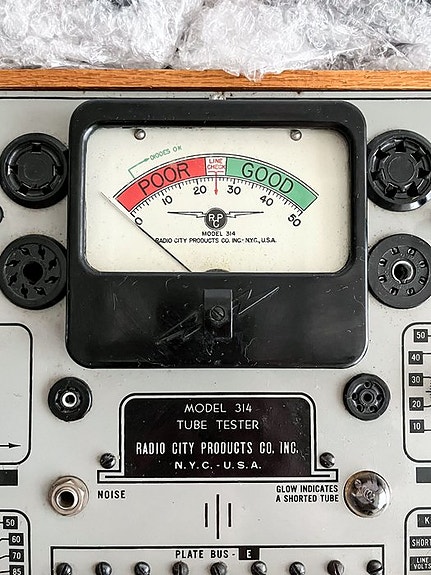 DIODES OK
POOR
LINE
CHECK
GOOD
0 10 20 30 40 50
RCP
MODEL 314
RADIO CITY PRODUCTS CO. INC.- N.Y.C., U.S.A.
50
40
30
20
10
MODEL 314
TUBE TESTER
RADIO CITY PRODUCTS CO. INC.
N.Y.C. - U.S.A.
NOISE
GLOW INDICATES
A SHORTED TUBE
50
60
70
85
PLATE BUS - E
K
SHORT
LINE
VOLTS